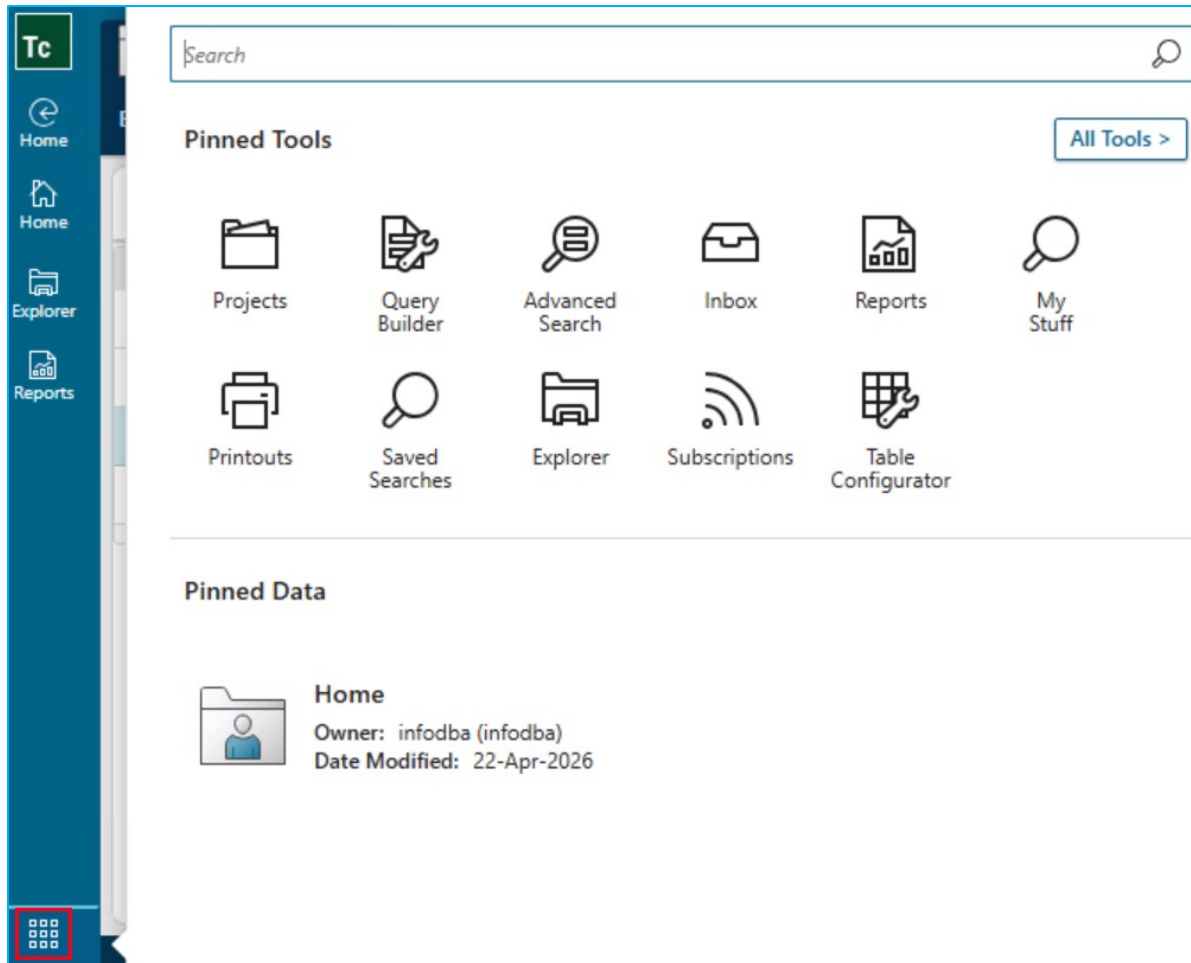 Tc
Home
Home
Explorer
Reports
Search
Pinned Tools
All Tools >
Projects
Query
Builder
Advanced
Search
Inbox
Reports
My
Stuff
Printouts
Saved
Searches
Explorer
Subscriptions
Table
Configurator
Pinned Data
Home
Owner: infodba (infodba)
Date Modified: 22-Apr-2026